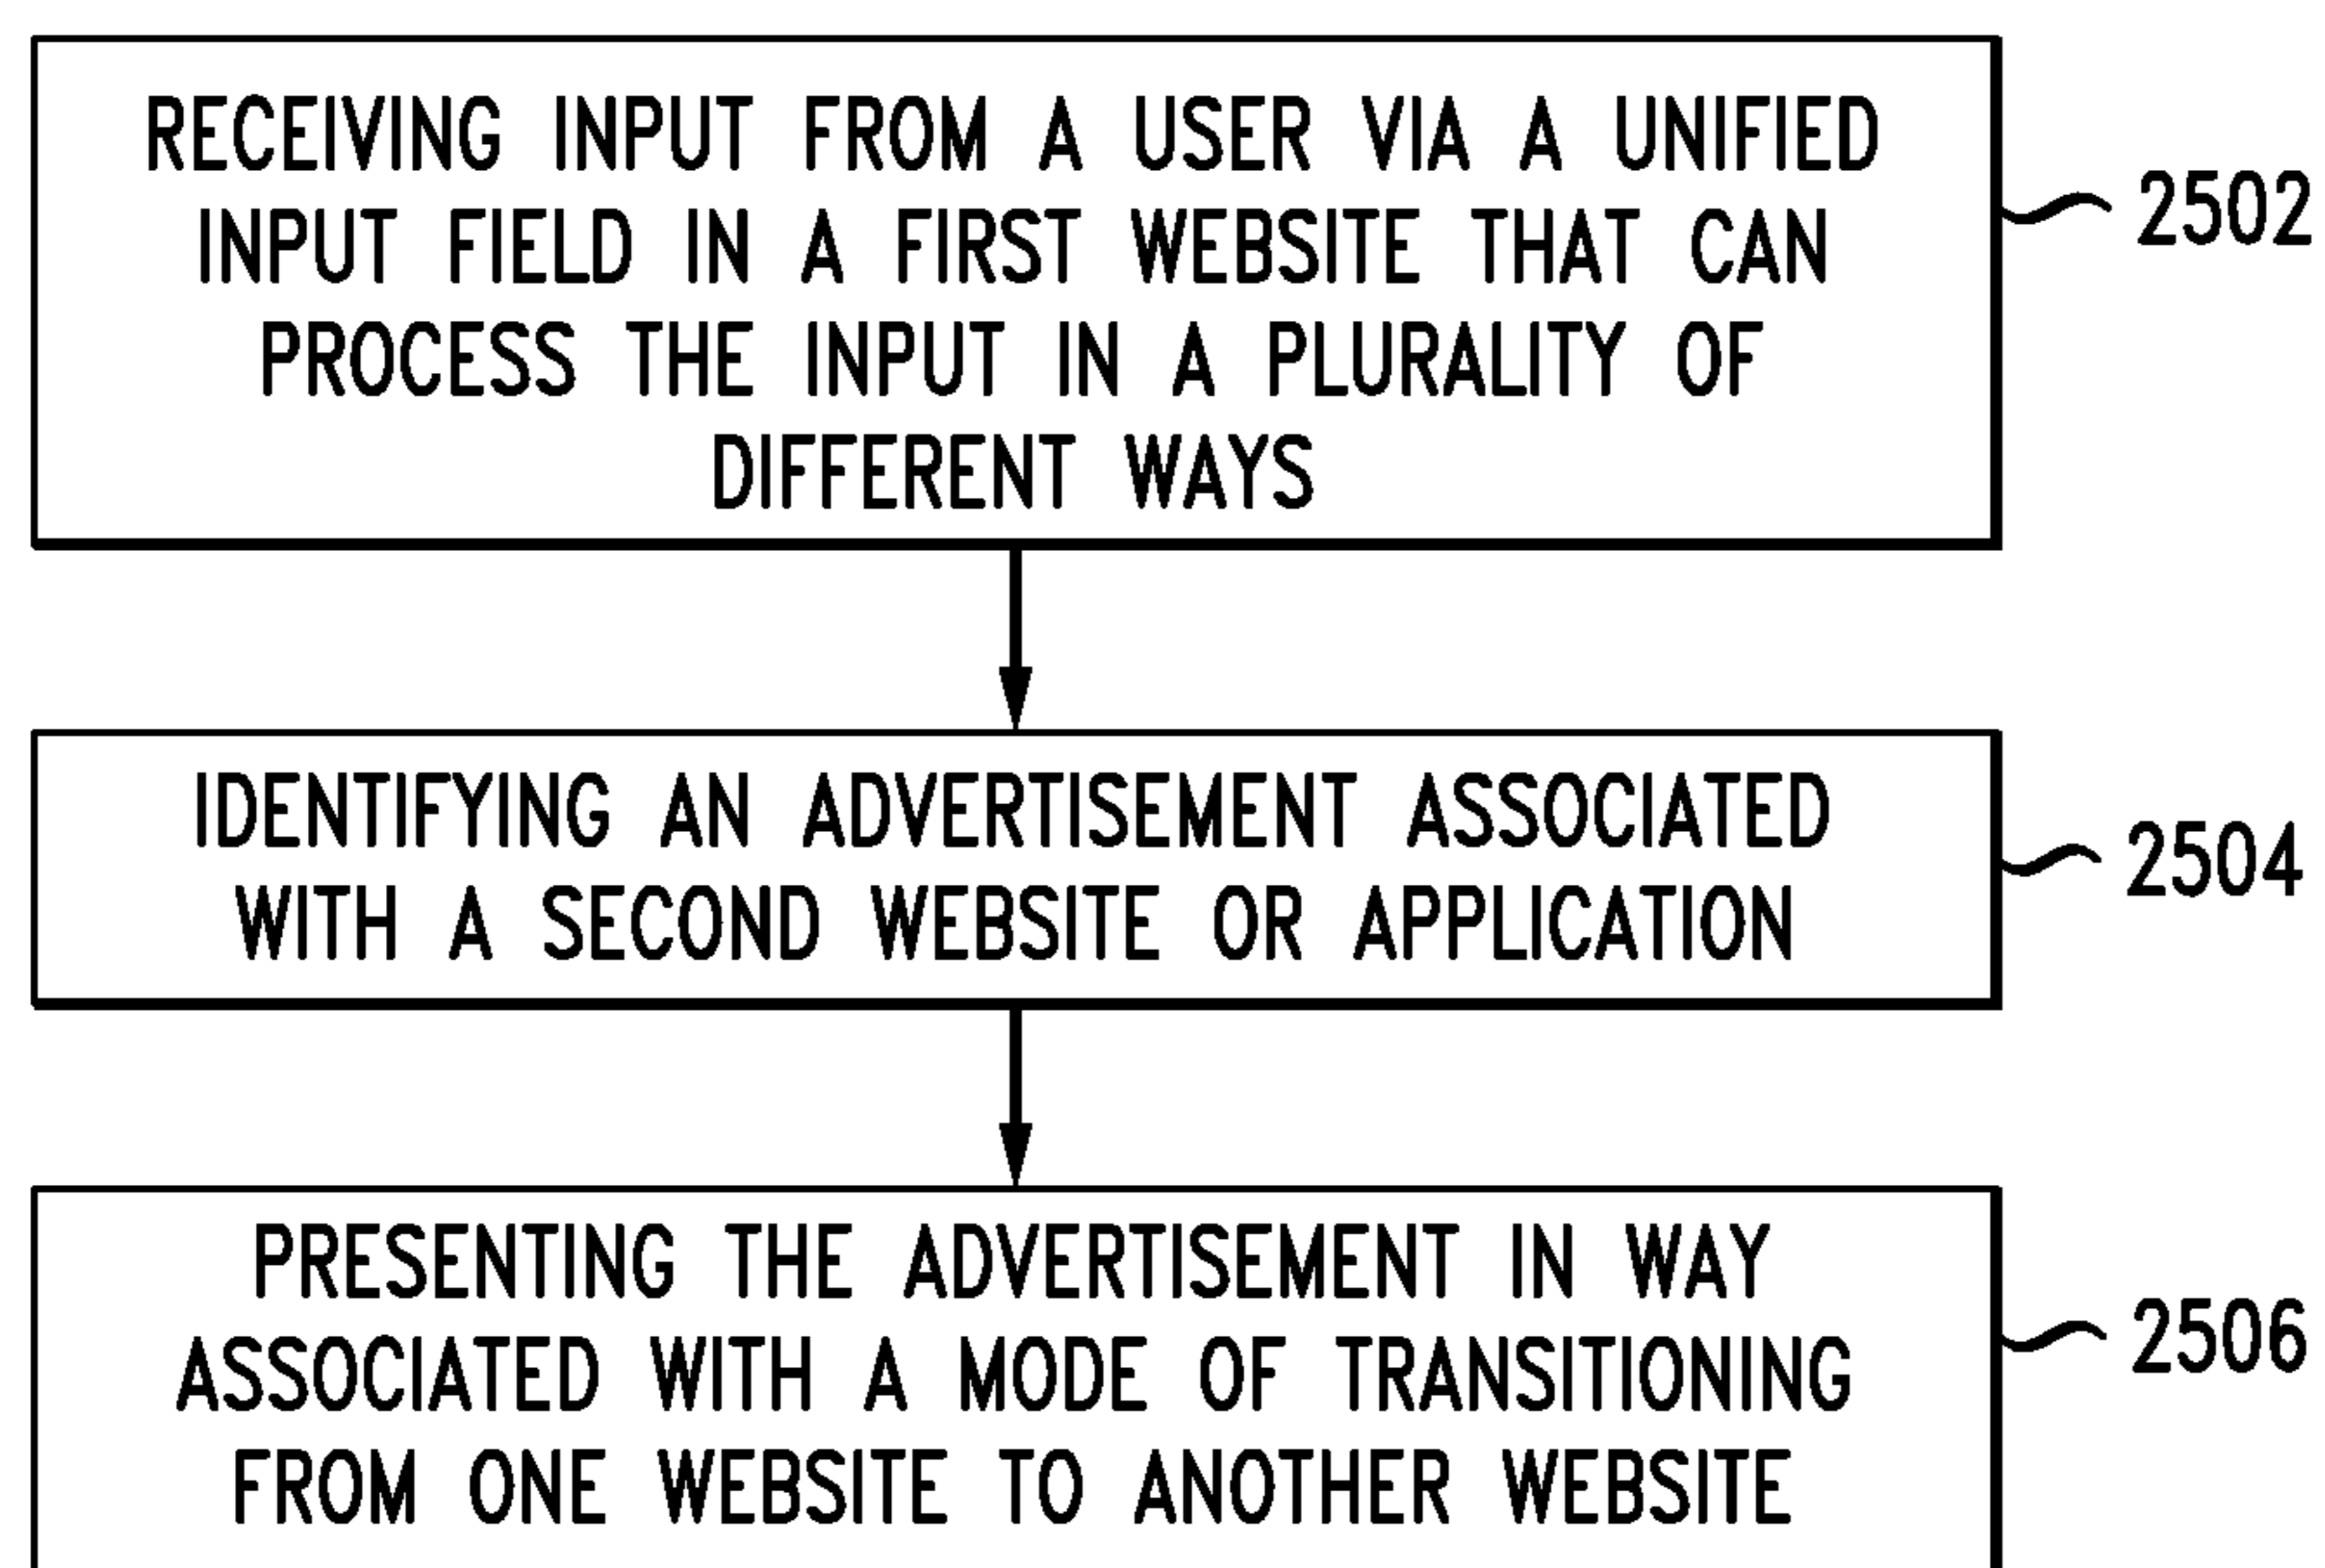 RECEIVING INPUT FROM A USER VIA A UNIFIED
INPUT FIELD IN A FIRST WEBSITE THAT CAN
PROCESS THE INPUT IN A PLURALITY OF
DIFFERENT WAYS
2502
IDENTIFYING AN ADVERTISEMENT ASSOCIATED
WITH A SECOND WEBSITE OR APPLICATION
2504
PRESENTING THE ADVERTISEMENT IN WAY
ASSOCIATED WITH A MODE OF TRANSITIONING
FROM ONE WEBSITE TO ANOTHER WEBSITE
2506